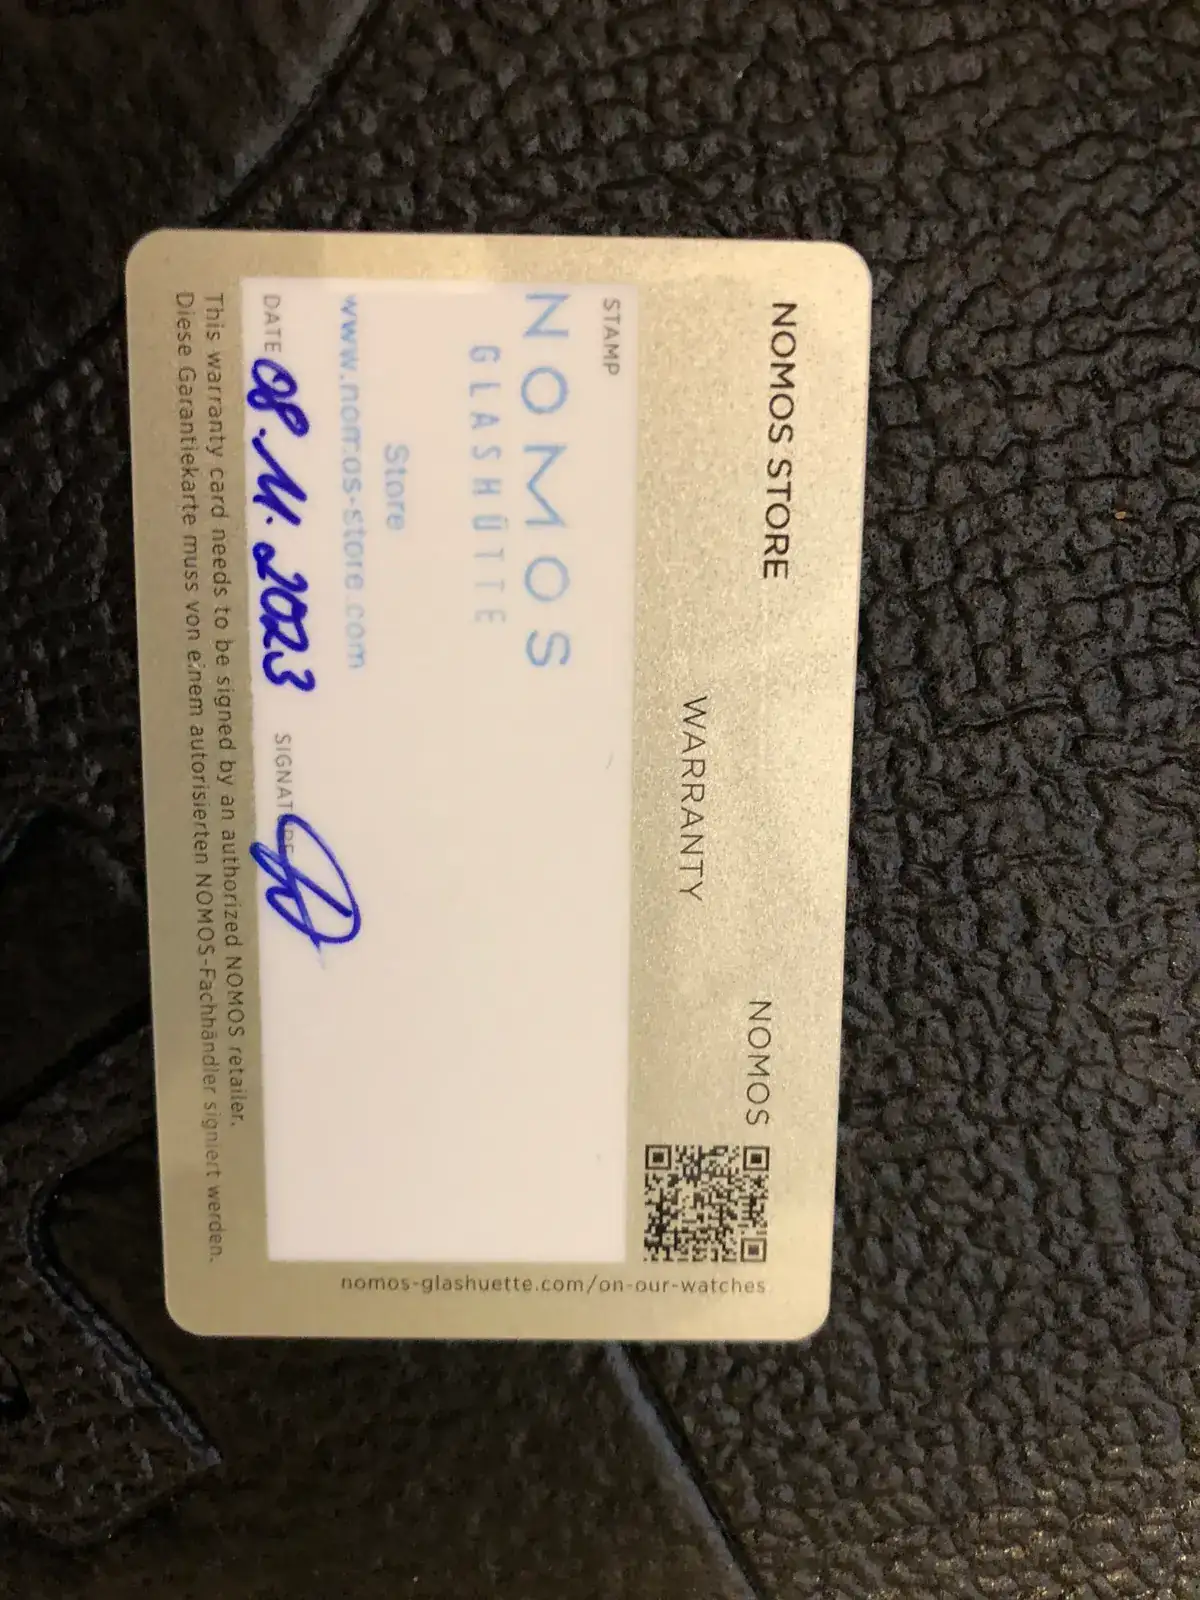 NOMOS STORE
WARRANTY
NOMOS
nomos-glashuette.com/on-our-watches
STAMP
NOMOS
GLASHÜTTE
Store
www.nomos-store.com
DATE 08.11.2023 SIGNATURE
This warranty card needs to be signed by an authorized NOMOS retailer.
Diese Garantiekarte muss von einem autorisierten NOMOS-Fachhändler signiert werden.